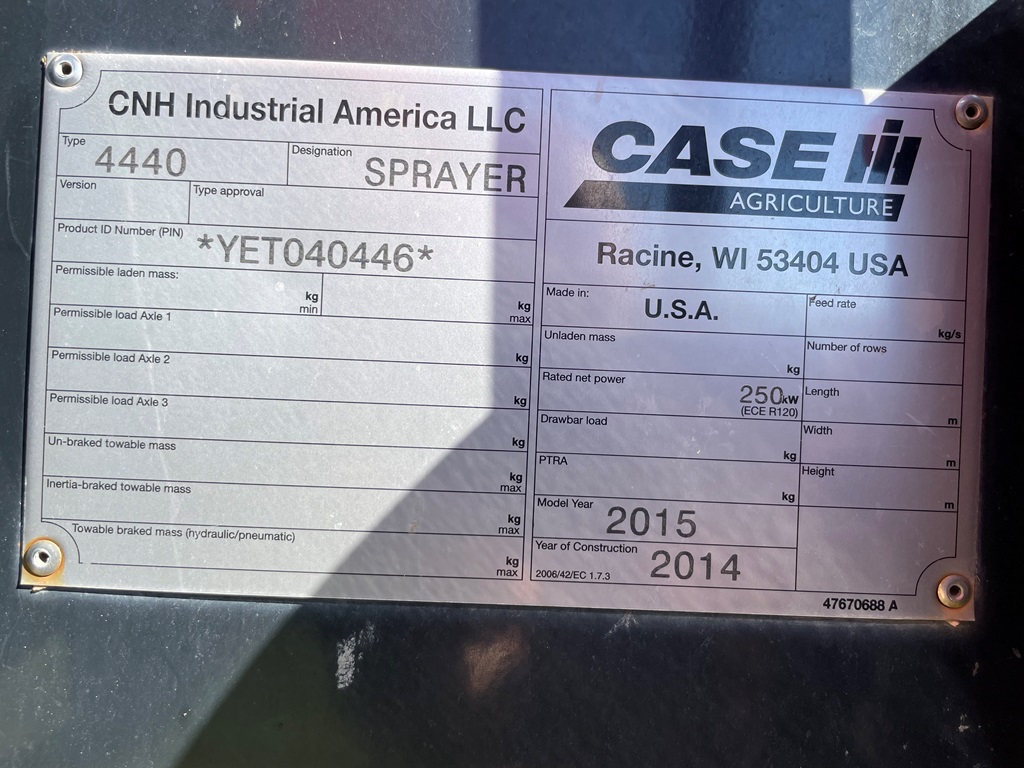 CNH Industrial America LLC
Type
4440
Designation
SPRAYER
Version
Type approval
Product ID Number (PIN)
*YET040446*
Permissible laden mass:
kg
min
kg
max
Permissible load Axle 1
kg
Permissible load Axle 2
kg
Permissible load Axle 3
kg
Un-braked towable mass
kg
max
Inertia-braked towable mass
kg
max
Towable braked mass (hydraulic/pneumatic)
kg
max
CASE IH
AGRICULTURE
Racine, WI 53404 USA
Made in:
U.S.A.
Feed rate
kg/s
Unladen mass
kg
Number of rows
Rated net power
250kW
(ECE R120)
Length
m
Drawbar load
kg
Width
m
PTRA
kg
Height
m
Model Year
2015
Year of Construction
2014
2006/42/EC 1.7.3
47670688 A